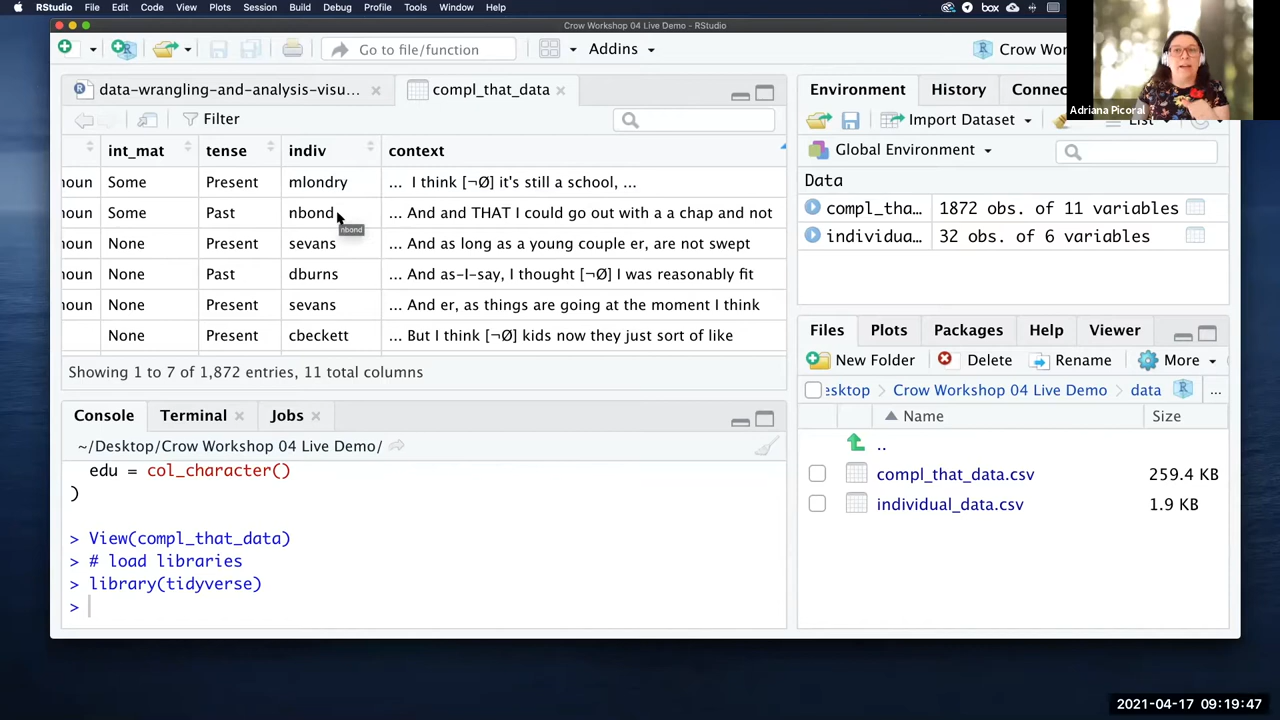 RStudio File Edit Code View Plots Session Build Debug Profile Tools Window Help box
Crow Workshop 04 Live Demo - RStudio
Go to file/function Addins Crow Wor
data-wrangling-and-analysis-visu... compl_that_data
Filter
int_mat tense indiv context
noun Some Present mlondry ... I think [¬Ø] it's still a school, ...
noun Some Past nbond ... And and THAT I could go out with a a chap and not
nbond
noun None Present sevans ... And as long as a young couple er, are not swept
noun None Past dburns ... And as-I-say, I thought [¬Ø] I was reasonably fit
noun None Present sevans ... And er, as things are going at the moment I think
None Present cbeckett ... But I think [¬Ø] kids now they just sort of like
Showing 1 to 7 of 1,872 entries, 11 total columns
Console Terminal Jobs
~/Desktop/Crow Workshop 04 Live Demo/
edu = col_character()
)
> View(compl_that_data)
> # load libraries
> library(tidyverse)
>
Adriana Picoral
Environment History Connec
Import Dataset List
Global Environment
Data
compl_tha... 1872 obs. of 11 variables
individua... 32 obs. of 6 variables
Files Plots Packages Help Viewer
New Folder Delete Rename More
esktop Crow Workshop 04 Live Demo data ...
Name Size
..
compl_that_data.csv 259.4 KB
individual_data.csv 1.9 KB
2021-04-17 09:19:47